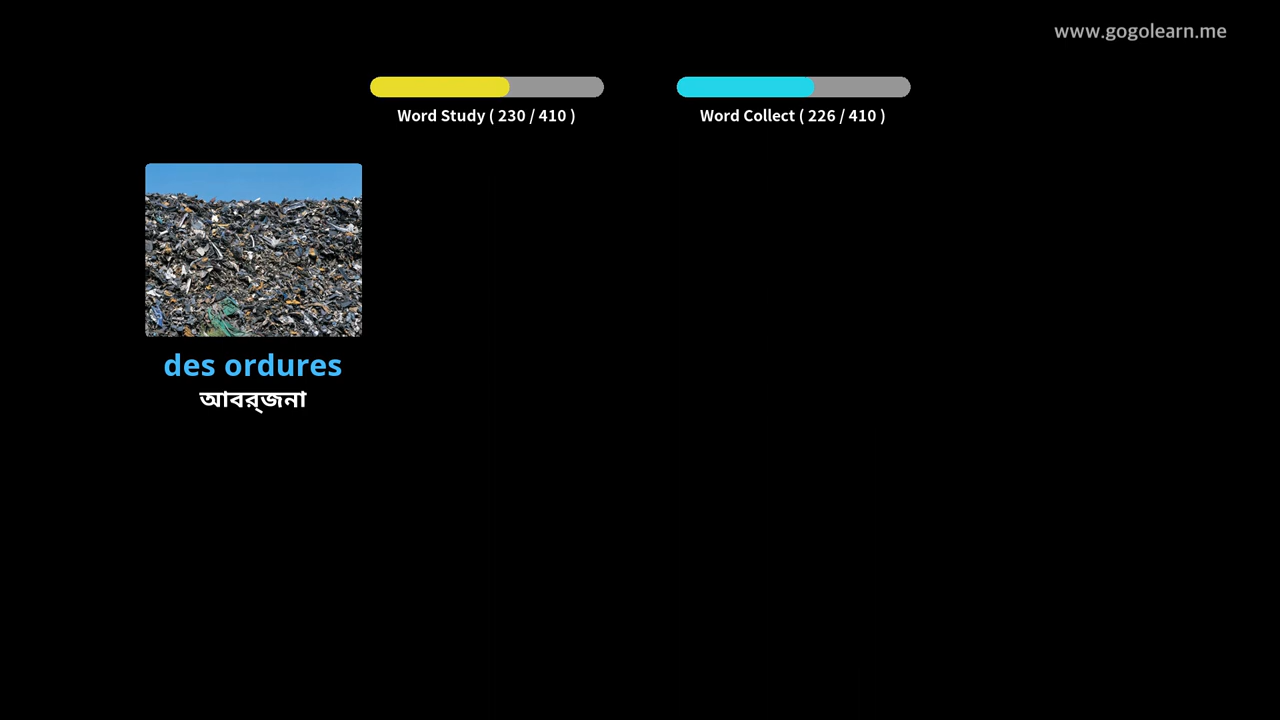 www.gogolearn.me
Word Study ( 230 / 410 )
Word Collect ( 226 / 410 )
des ordures
আবর্জনা